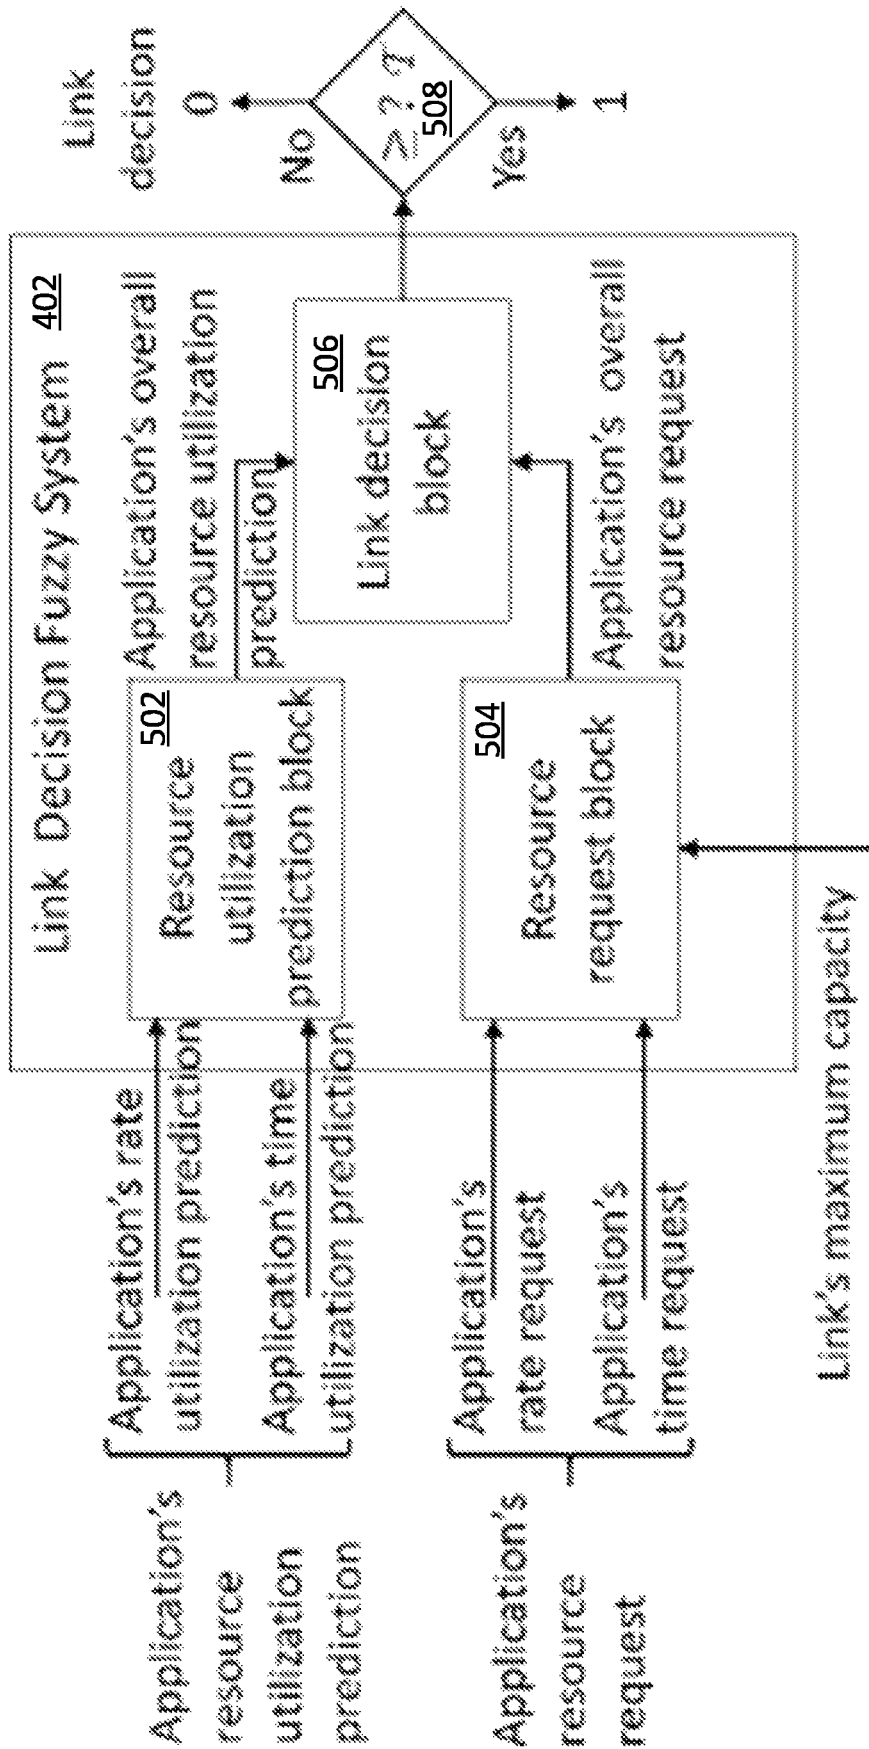 Application's
resource
utilization
prediction
Application's rate
utilization prediction
Application's time
utilization prediction
Application's
resource
request
Application's
rate request
Application's
time request
Link's maximum capacity
Link Decision Fuzzy System 402
502
Resource
utilization
prediction block
504
Resource
request block
Application's overall
resource utilization
prediction
Application's overall
resource request
506
Link decision
block
≥ ? T
508
No
Yes
Link
decision
0
1